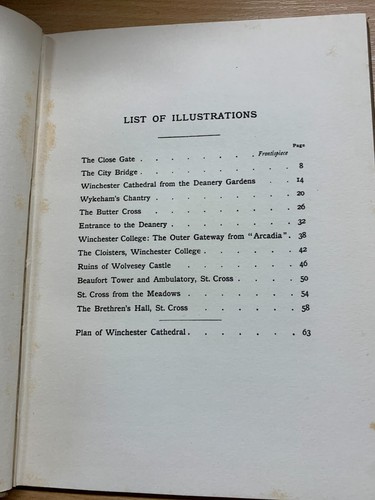 LIST OF ILLUSTRATIONS
Page
The Close Gate . . . . . . . Frontispiece
The City Bridge . . . . . . . . 8
Winchester Cathedral from the Deanery Gardens . . 14
Wykeham's Chantry . . . . . . . 20
The Butter Cross . . . . . . . 26
Entrance to the Deanery . . . . . . 32
Winchester College: The Outer Gateway from "Arcadia" . 38
The Cloisters, Winchester College . . . . . 42
Ruins of Wolvesey Castle . . . . . . 46
Beaufort Tower and Ambulatory, St. Cross . . . 50
St. Cross from the Meadows . . . . . 54
The Brethren's Hall, St. Cross . . . . . 58
Plan of Winchester Cathedral . . . . . . 63